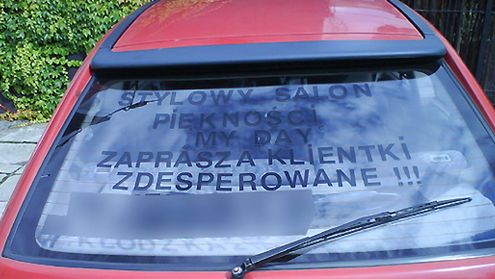 STYLOWY SALON
PiĘKNOŚCI
"MY DAY"
ZAPRASZA KLiENTKi
ZDESPEROWANE !!!